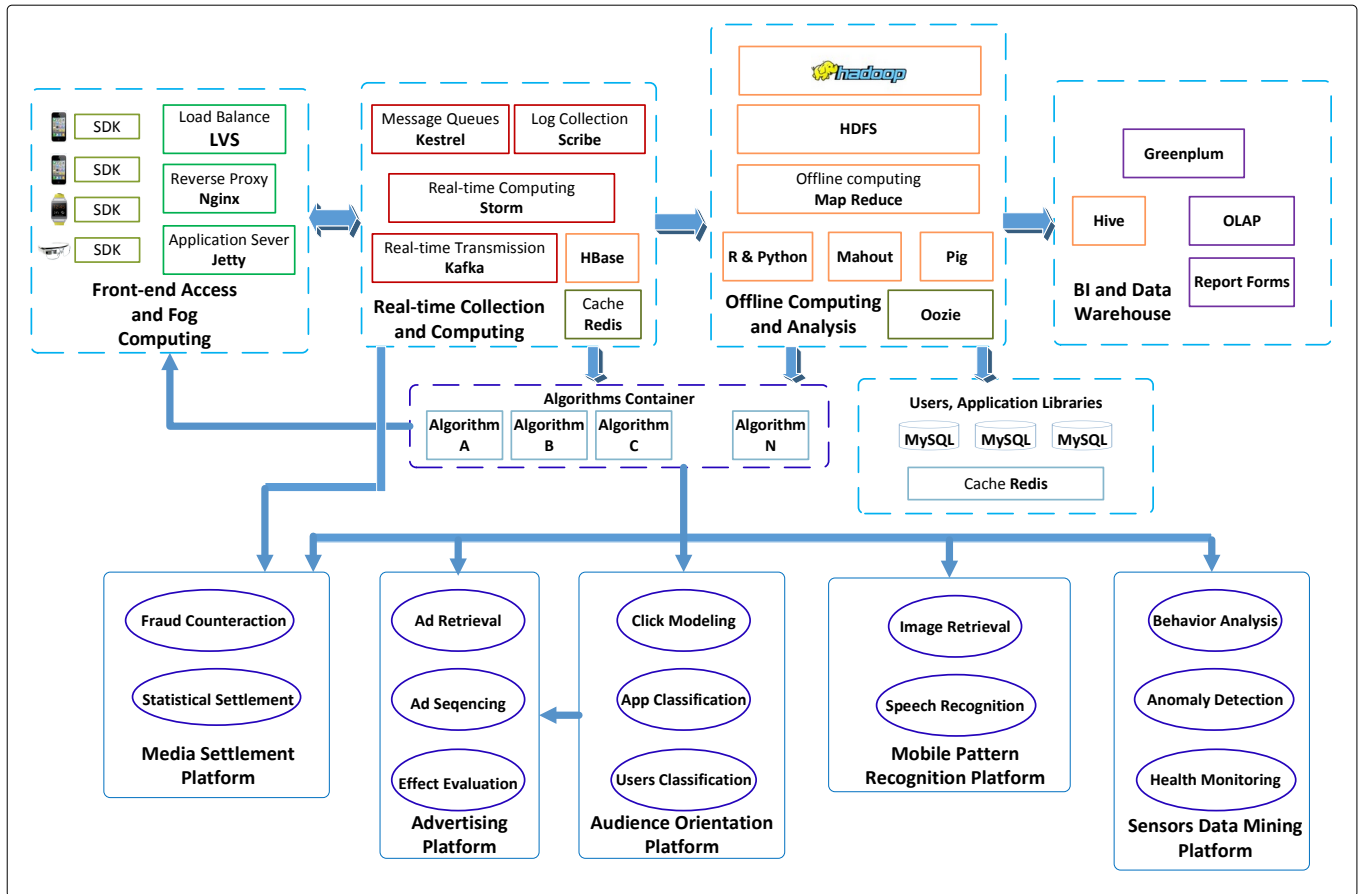 SDK
SDK
SDK
SDK
Load Balance
LVS
Reverse Proxy
Nginx
Application Sever
Jetty
Front-end Access
and Fog
Computing
Message Queues
Kestrel
Log Collection
Scribe
Real-time Computing
Storm
Real-time Transmission
Kafka
HBase
Cache
Redis
Real-time Collection
and Computing
hadoop
HDFS
Offline computing
Map Reduce
R & Python
Mahout
Pig
Oozie
Offline Computing
and Analysis
Greenplum
Hive
OLAP
Report Forms
BI and Data
Warehouse
Algorithms Container
Algorithm
A
Algorithm
B
Algorithm
C
Algorithm
N
Users, Application Libraries
MySQL
MySQL
MySQL
Cache Redis
Fraud Counteraction
Statistical Settlement
Media Settlement
Platform
Ad Retrieval
Ad Seqencing
Effect Evaluation
Advertising
Platform
Click Modeling
App Classification
Users Classification
Audience Orientation
Platform
Image Retrieval
Speech Recognition
Mobile Pattern
Recognition Platform
Behavior Analysis
Anomaly Detection
Health Monitoring
Sensors Data Mining
Platform